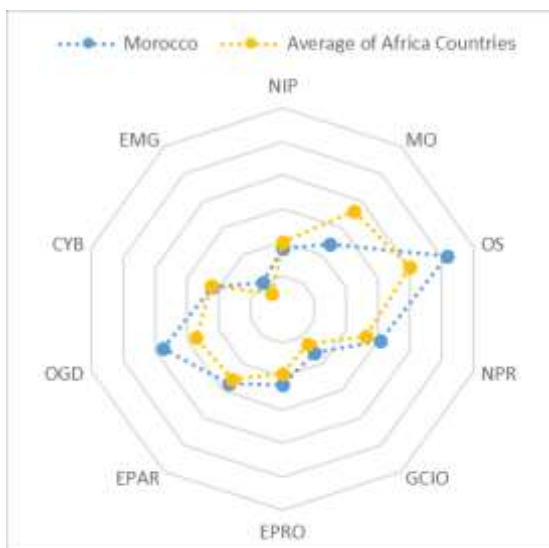 Morocco Average of Africa Countries
NIP
EMG MO
CYB OS
OGD NPR
EPAR GCIO
EPRO